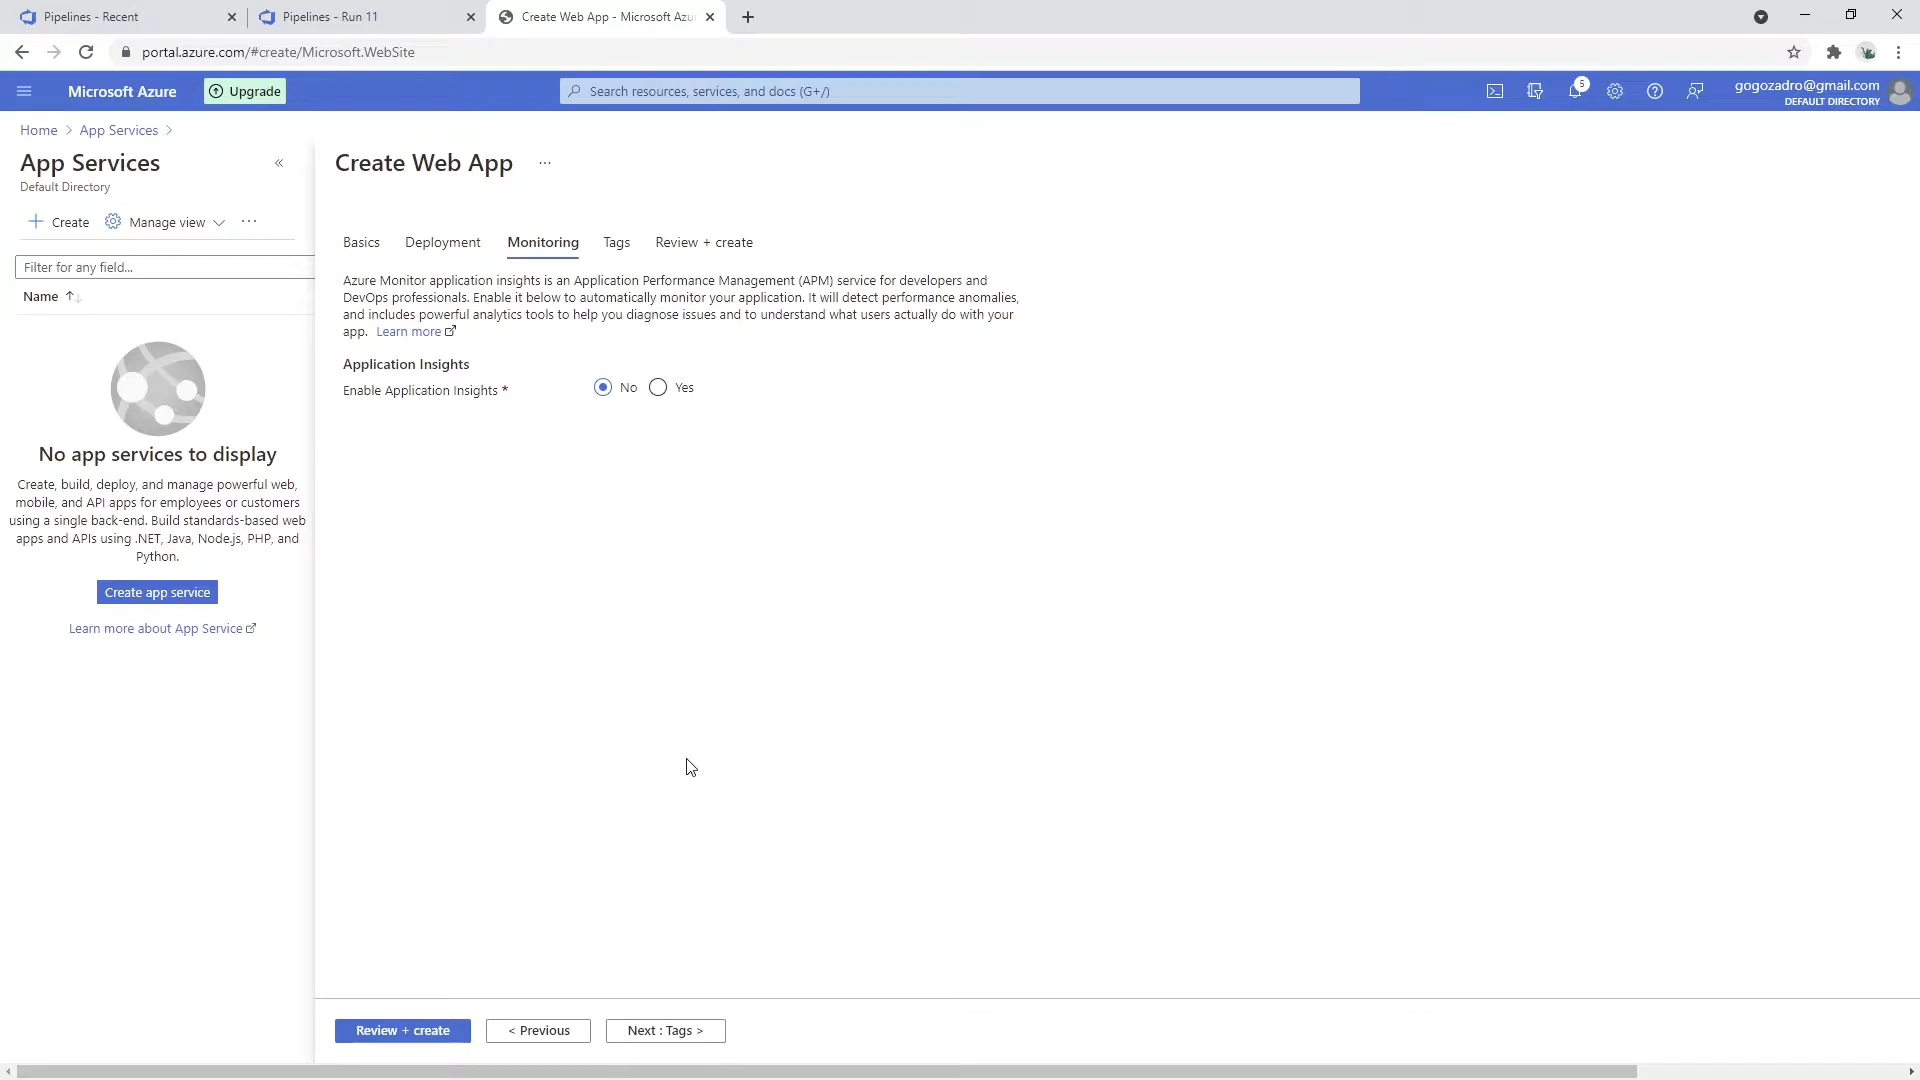 Pipelines - Recent
Pipelines - Run 11
Create Web App - Microsoft Azu
portal.azure.com/#create/Microsoft.WebSite
Microsoft Azure
Upgrade
Search resources, services, and docs (G+/)
5
gogozadro@gmail.com
DEFAULT DIRECTORY
Home > App Services >
App Services
«
Default Directory
+ Create
Manage view
...
Filter for any field...
Name ↑↓
No app services to display
Create, build, deploy, and manage powerful web,
mobile, and API apps for employees or customers
using a single back-end. Build standards-based web
apps and APIs using .NET, Java, Node.js, PHP, and
Python.
Create app service
Learn more about App Service
Create Web App
...
Basics
Deployment
Monitoring
Tags
Review + create
Azure Monitor application insights is an Application Performance Management (APM) service for developers and
DevOps professionals. Enable it below to automatically monitor your application. It will detect performance anomalies,
and includes powerful analytics tools to help you diagnose issues and to understand what users actually do with your
app. Learn more
Application Insights
Enable Application Insights *
No
Yes
Review + create
< Previous
Next : Tags >